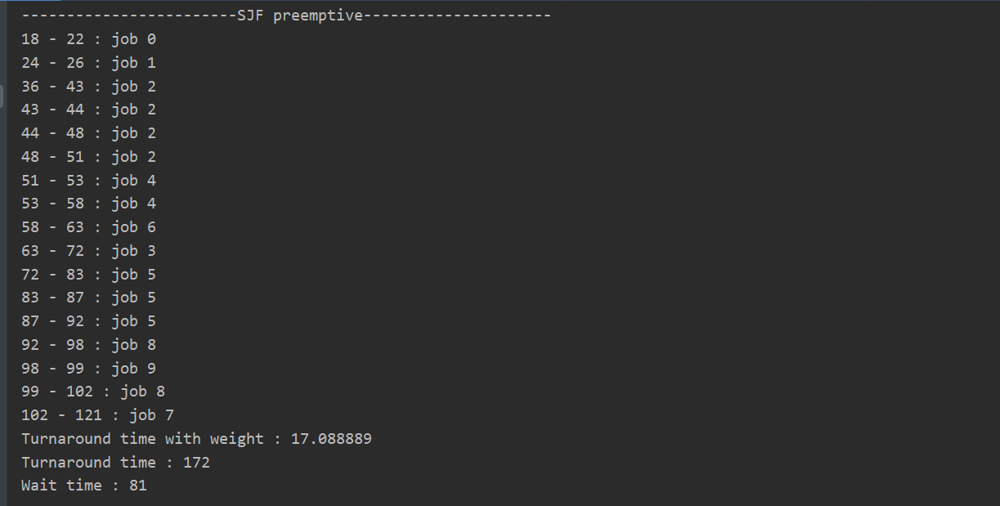 ------------------------SJF preemptive---------------------
18 - 22 : job 0
24 - 26 : job 1
36 - 43 : job 2
43 - 44 : job 2
44 - 48 : job 2
48 - 51 : job 2
51 - 53 : job 4
53 - 58 : job 4
58 - 63 : job 6
63 - 72 : job 3
72 - 83 : job 5
83 - 87 : job 5
87 - 92 : job 5
92 - 98 : job 8
98 - 99 : job 9
99 - 102 : job 8
102 - 121 : job 7
Turnaround time with weight : 17.088889
Turnaround time : 172
Wait time : 81